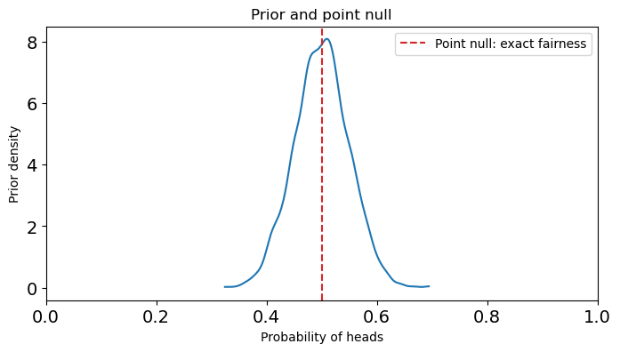 Prior and point null
Point null: exact fairness
Prior density
8
6
4
2
0
0.0 0.2 0.4 0.6 0.8 1.0
Probability of heads